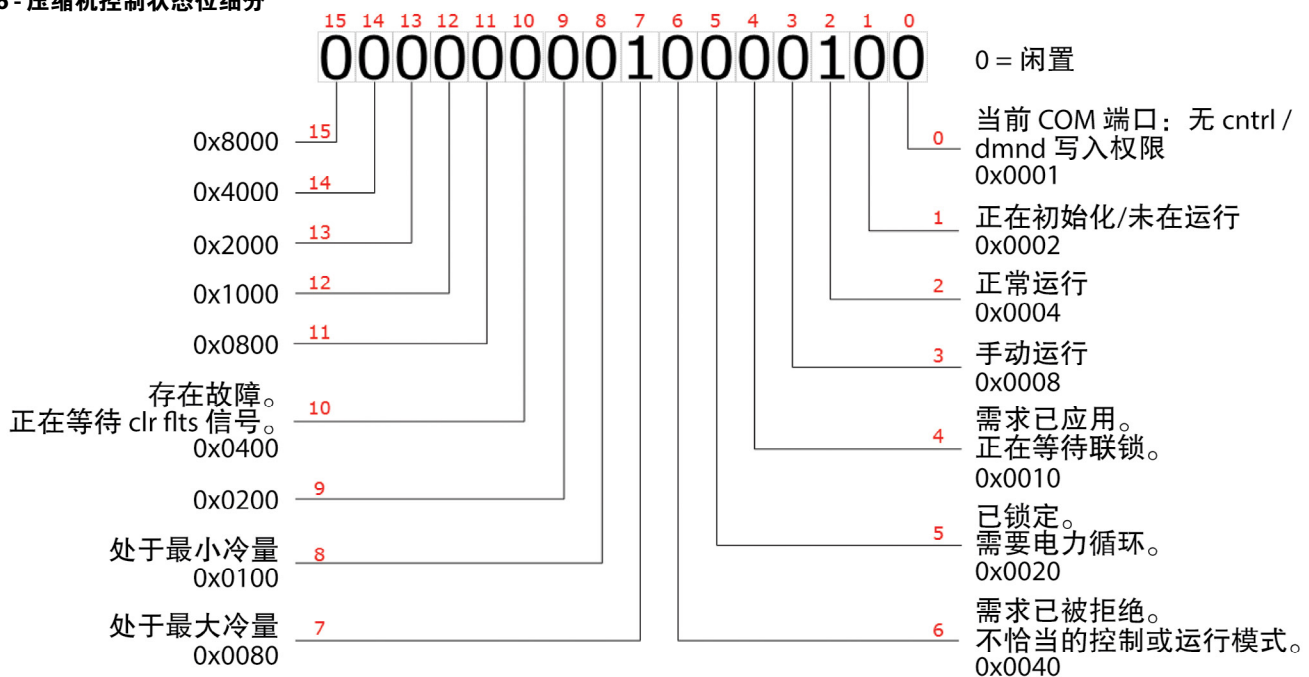 - 压缩机控制状态位细分
15 14 13 12 11 10 9 8 7 6 5 4 3 2 1 0
0000000010000100
0 = 闲置
0x8000 15
0x4000 14
0x2000 13
0x1000 12
0x0800 11
存在故障。
正在等待 clr flts 信号。 10
0x0400
0x0200 9
处于最小冷量 8
0x0100
处于最大冷量 7
0x0080
当前 COM 端口：无 cntrl /
0 dmnd 写入权限
0x0001
1 正在初始化/未在运行
0x0002
2 正常运行
0x0004
3 手动运行
0x0008
需求已应用。
4 正在等待联锁。
0x0010
已锁定。
5 需要电力循环。
0x0020
需求已被拒绝。
6 不恰当的控制或运行模式。
0x0040